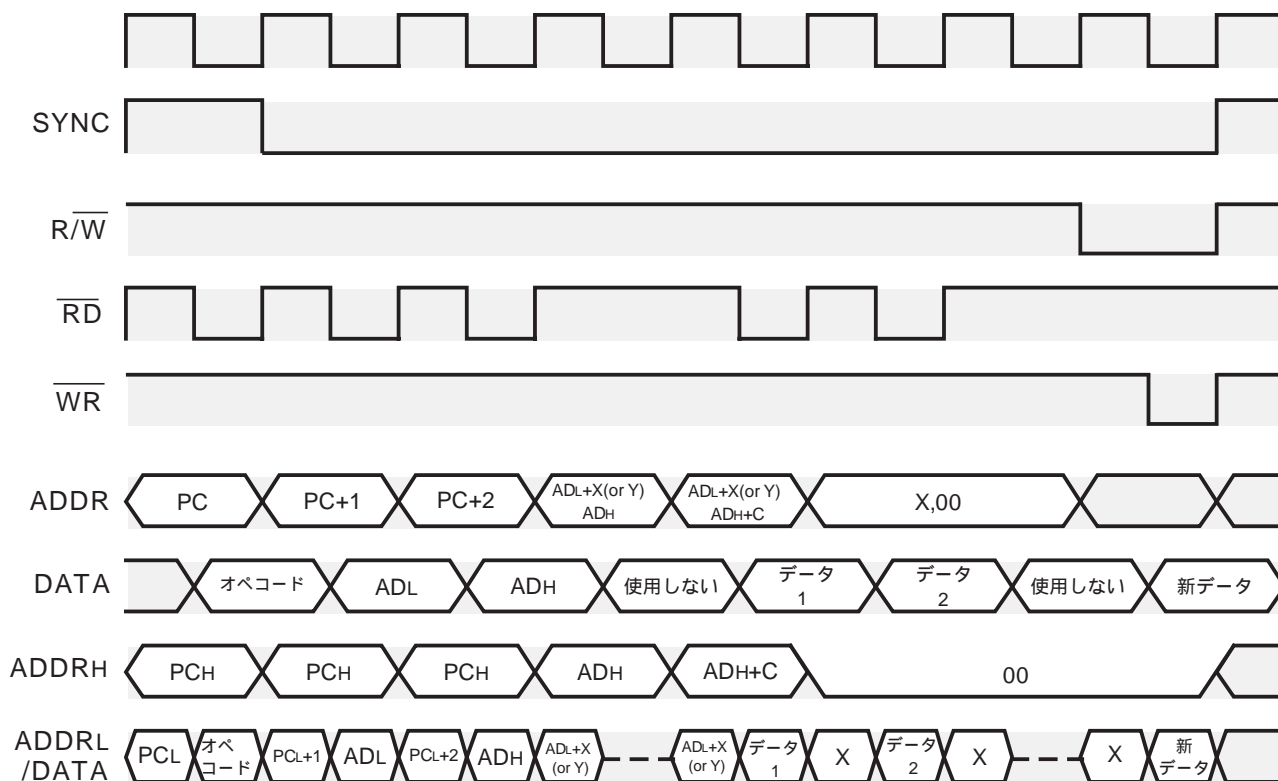 SYNC
R/W
RD
WR
ADDR
PC
PC+1
PC+2
ADL+X(or Y)
ADH
ADL+X(or Y)
ADH+C
X,00
DATA
オペコード
ADL
ADH
使用しない
データ
1
データ
2
使用しない
新データ
ADDRH
PCH
PCH
PCH
ADH
ADH+C
00
ADDRL
/DATA
PCL
オペ
コード
PCL+1
ADL
PCL+2
ADH
ADL+X
(or Y)
ADL+X
(or Y)
データ
1
X
データ
2
X
X
新
データ